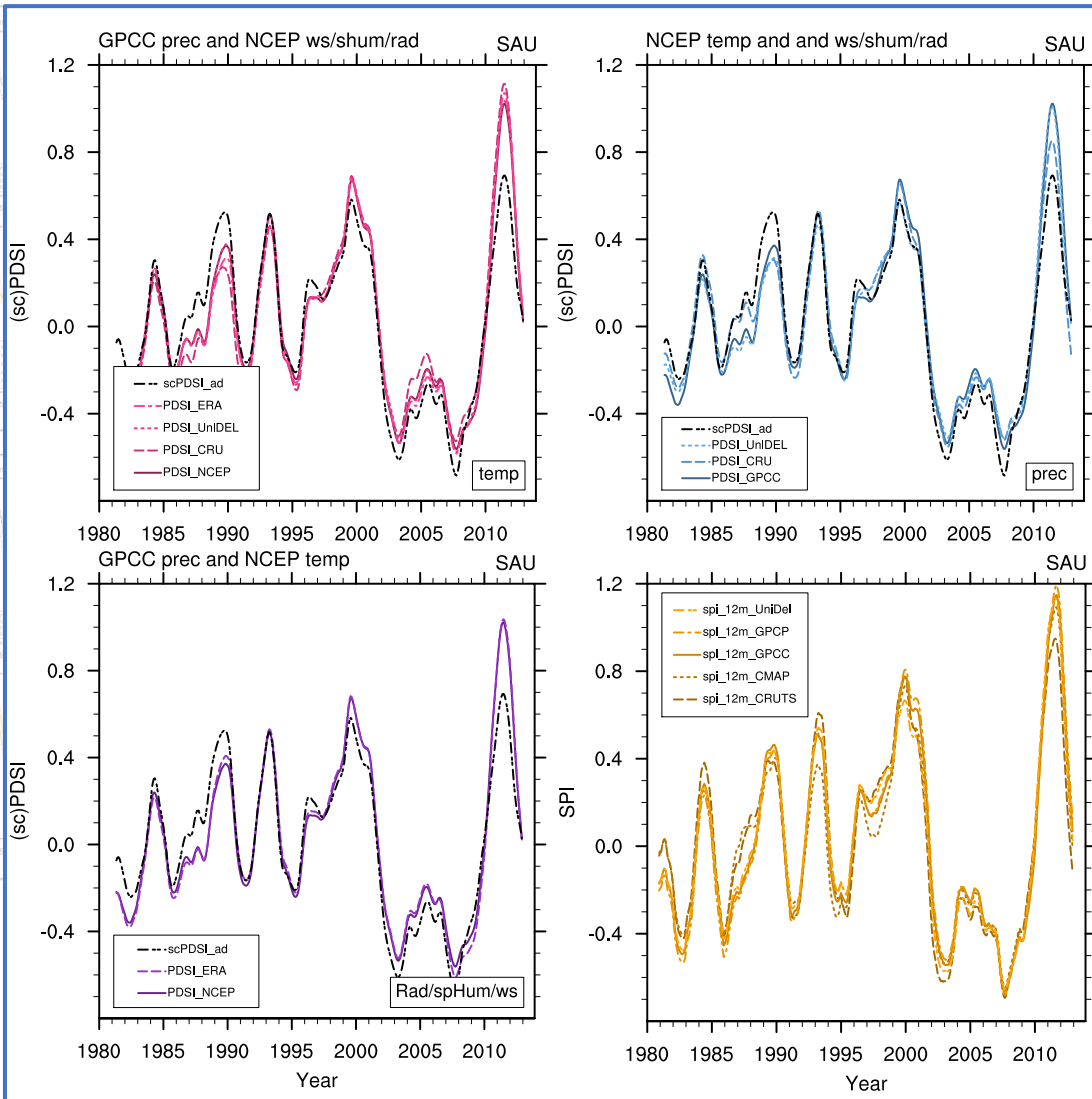 GPCC prec and NCEP ws/shum/rad SAU
1.2
0.8
0.4
0.0
-0.4
(sc)PDSI
scPDSI_ad
PDSI_ERA
PDSI_UnIDEL
PDSI_CRU
PDSI_NCEP
temp
1980 1985 1990 1995 2000 2005 2010
NCEP temp and and ws/shum/rad SAU
1.2
0.8
0.4
0.0
-0.4
(sc)PDSI
scPDSI_ad
PDSI_UnIDEL
PDSI_CRU
PDSI_GPCC
prec
1980 1985 1990 1995 2000 2005 2010
GPCC prec and NCEP temp SAU
1.2
0.8
0.4
0.0
-0.4
(sc)PDSI
scPDSI_ad
PDSI_ERA
PDSI_NCEP
Rad/spHum/ws
1980 1985 1990 1995 2000 2005 2010
Year
SAU
1.2
0.8
0.4
0.0
-0.4
SPI
spi_12m_UniDel
spi_12m_GPCP
spi_12m_GPCC
spi_12m_CMAP
spi_12m_CRUTS
1980 1985 1990 1995 2000 2005 2010
Year